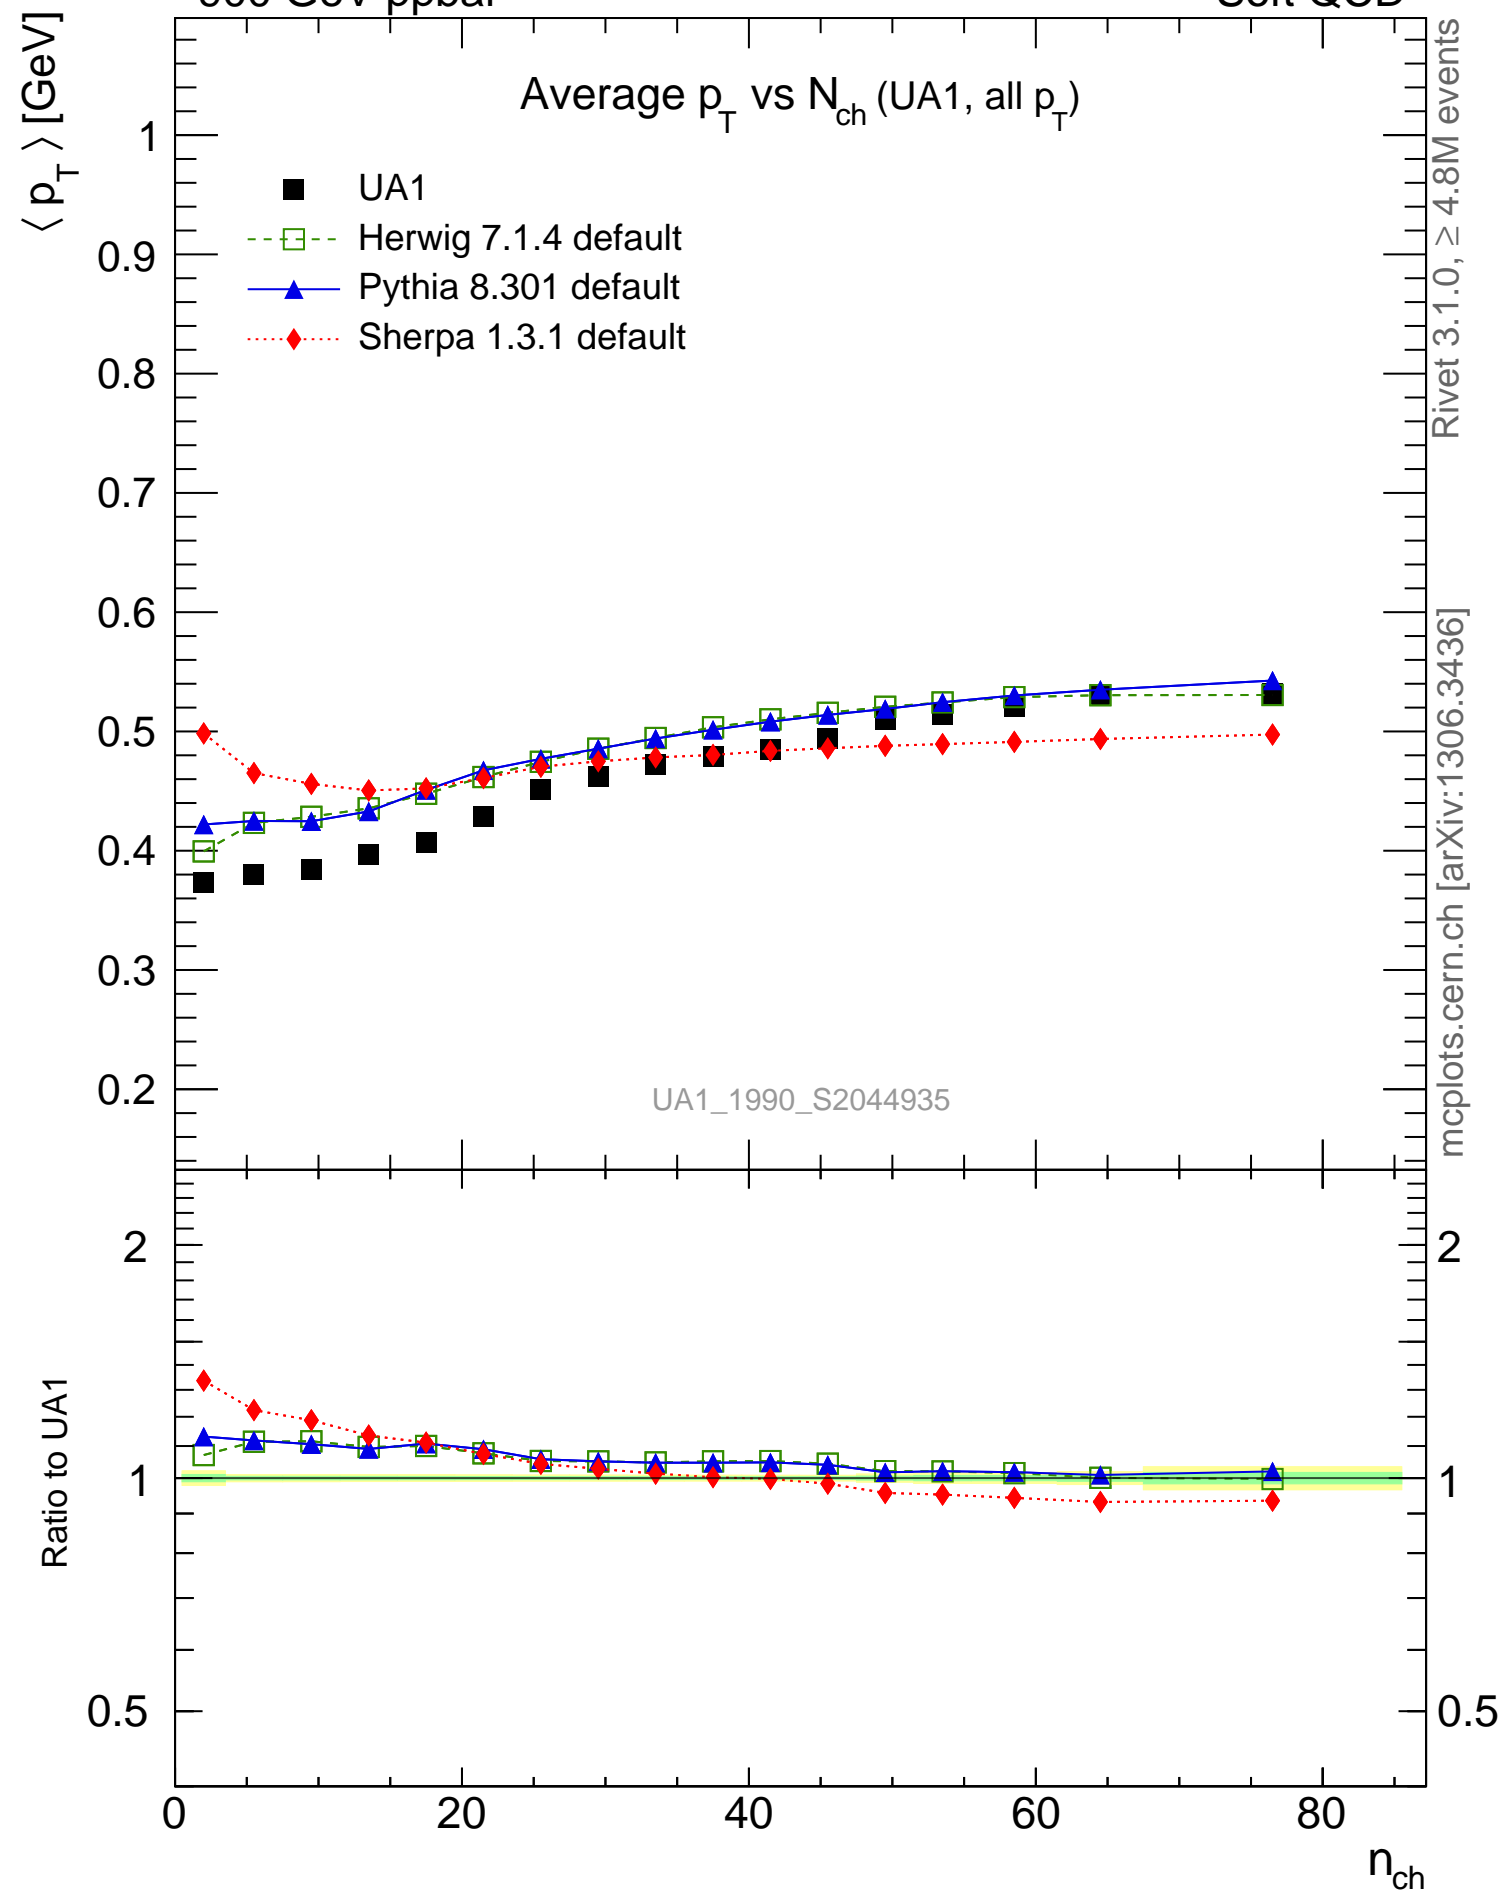 ⟨ p_T ⟩ [GeV]
Average p_T vs N_ch (UA1, all p_T)
UA1
Herwig 7.1.4 default
Pythia 8.301 default
Sherpa 1.3.1 default
1
0.9
0.8
0.7
0.6
0.5
0.4
0.3
0.2
UA1_1990_S2044935
Rivet 3.1.0, ≥ 4.8M events
mcplots.cern.ch [arXiv:1306.3436]
Ratio to UA1
2
1
0.5
2
1
0.5
0 20 40 60 80
n_ch